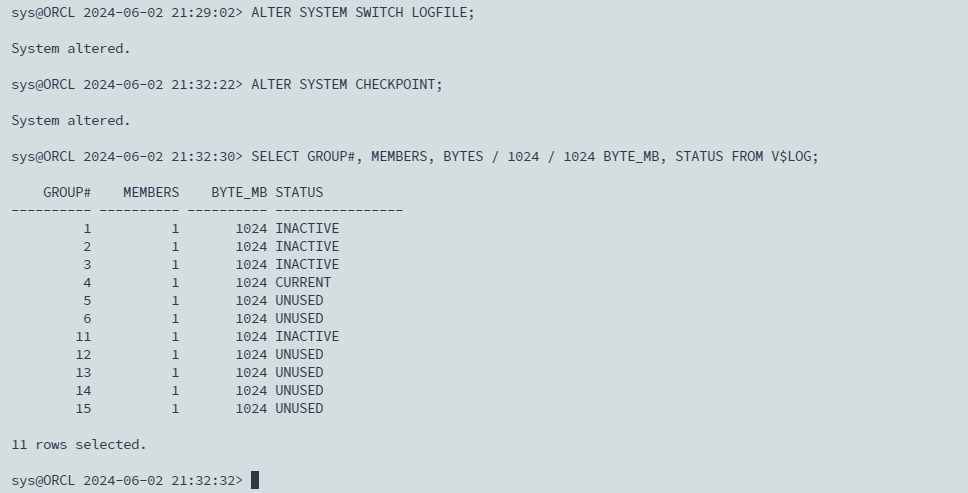 sys@ORCL 2024-06-02 21:29:02> ALTER SYSTEM SWITCH LOGFILE;
System altered.
sys@ORCL 2024-06-02 21:32:22> ALTER SYSTEM CHECKPOINT;
System altered.
sys@ORCL 2024-06-02 21:32:30> SELECT GROUP#, MEMBERS, BYTES / 1024 / 1024 BYTE_MB, STATUS FROM V$LOG;
    GROUP#    MEMBERS    BYTE_MB STATUS
---------- ---------- ---------- ----------------
         1          1       1024 INACTIVE
         2          1       1024 INACTIVE
         3          1       1024 INACTIVE
         4          1       1024 CURRENT
         5          1       1024 UNUSED
         6          1       1024 UNUSED
        11          1       1024 INACTIVE
        12          1       1024 UNUSED
        13          1       1024 UNUSED
        14          1       1024 UNUSED
        15          1       1024 UNUSED
11 rows selected.
sys@ORCL 2024-06-02 21:32:32>